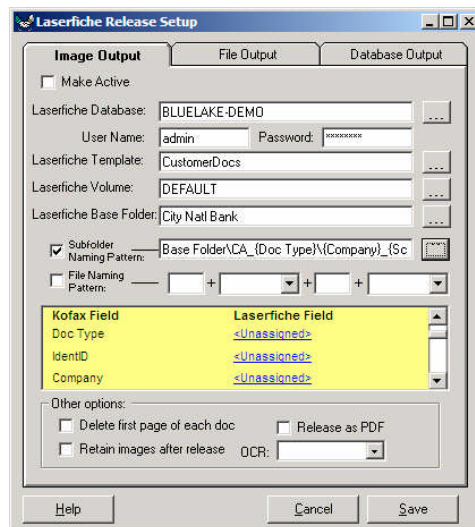 Laserfiche Release Setup
Image Output File Output Database Output
Make Active
Laserfiche Database: BLUELAKE-DEMO ...
User Name: admin Password: ********
Laserfiche Template: CustomerDocs ...
Laserfiche Volume: DEFAULT ...
Laserfiche Base Folder: City Natl Bank ...
Subfolder
Naming Pattern: Base Folder\CA_{Doc Type}\{Company}_{Sc ...
File Naming
Pattern: + + +
Kofax Field Laserfiche Field
Doc Type <Unassigned>
IdentID <Unassigned>
Company <Unassigned>
Other options:
Delete first page of each doc Release as PDF
Retain images after release OCR:
Help Cancel Save